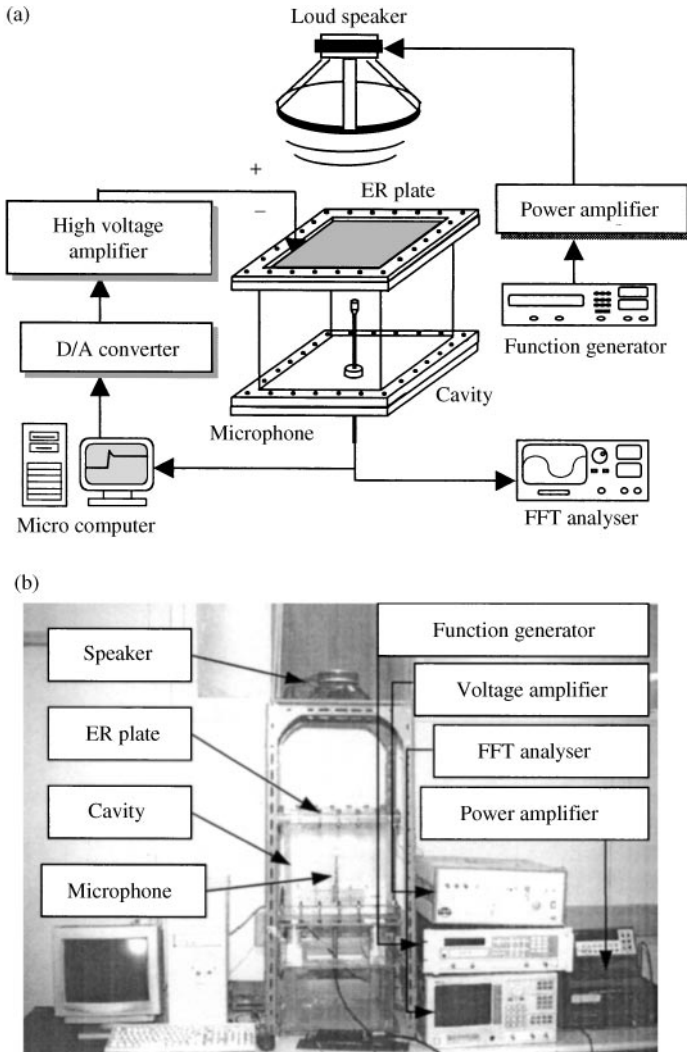 (a)
Loud speaker
+
−
ER plate
High voltage
amplifier
Power amplifier
D/A converter
Function generator
Cavity
Microphone
Micro computer
FFT analyser
(b)
Function generator
Speaker
Voltage amplifier
ER plate
FFT analyser
Cavity
Power amplifier
Microphone